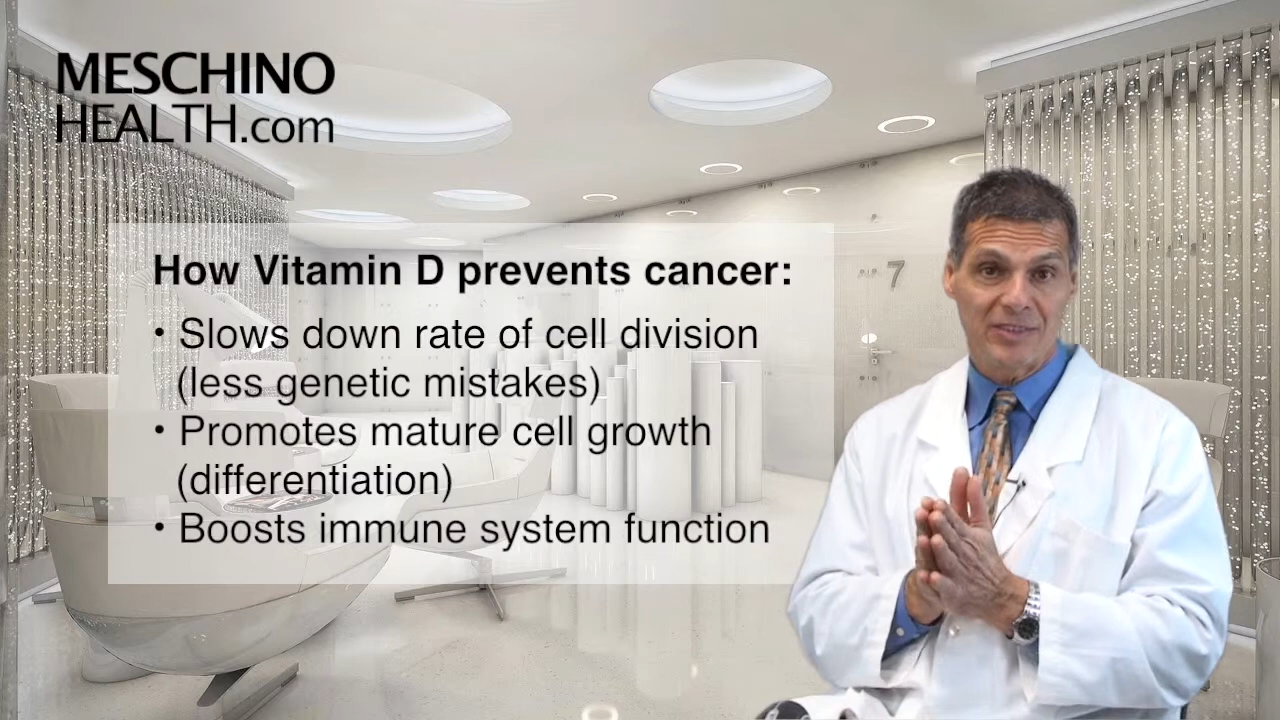 MESCHINO
HEALTH.com
7
How Vitamin D prevents cancer:
• Slows down rate of cell division
(less genetic mistakes)
• Promotes mature cell growth
(differentiation)
• Boosts immune system function